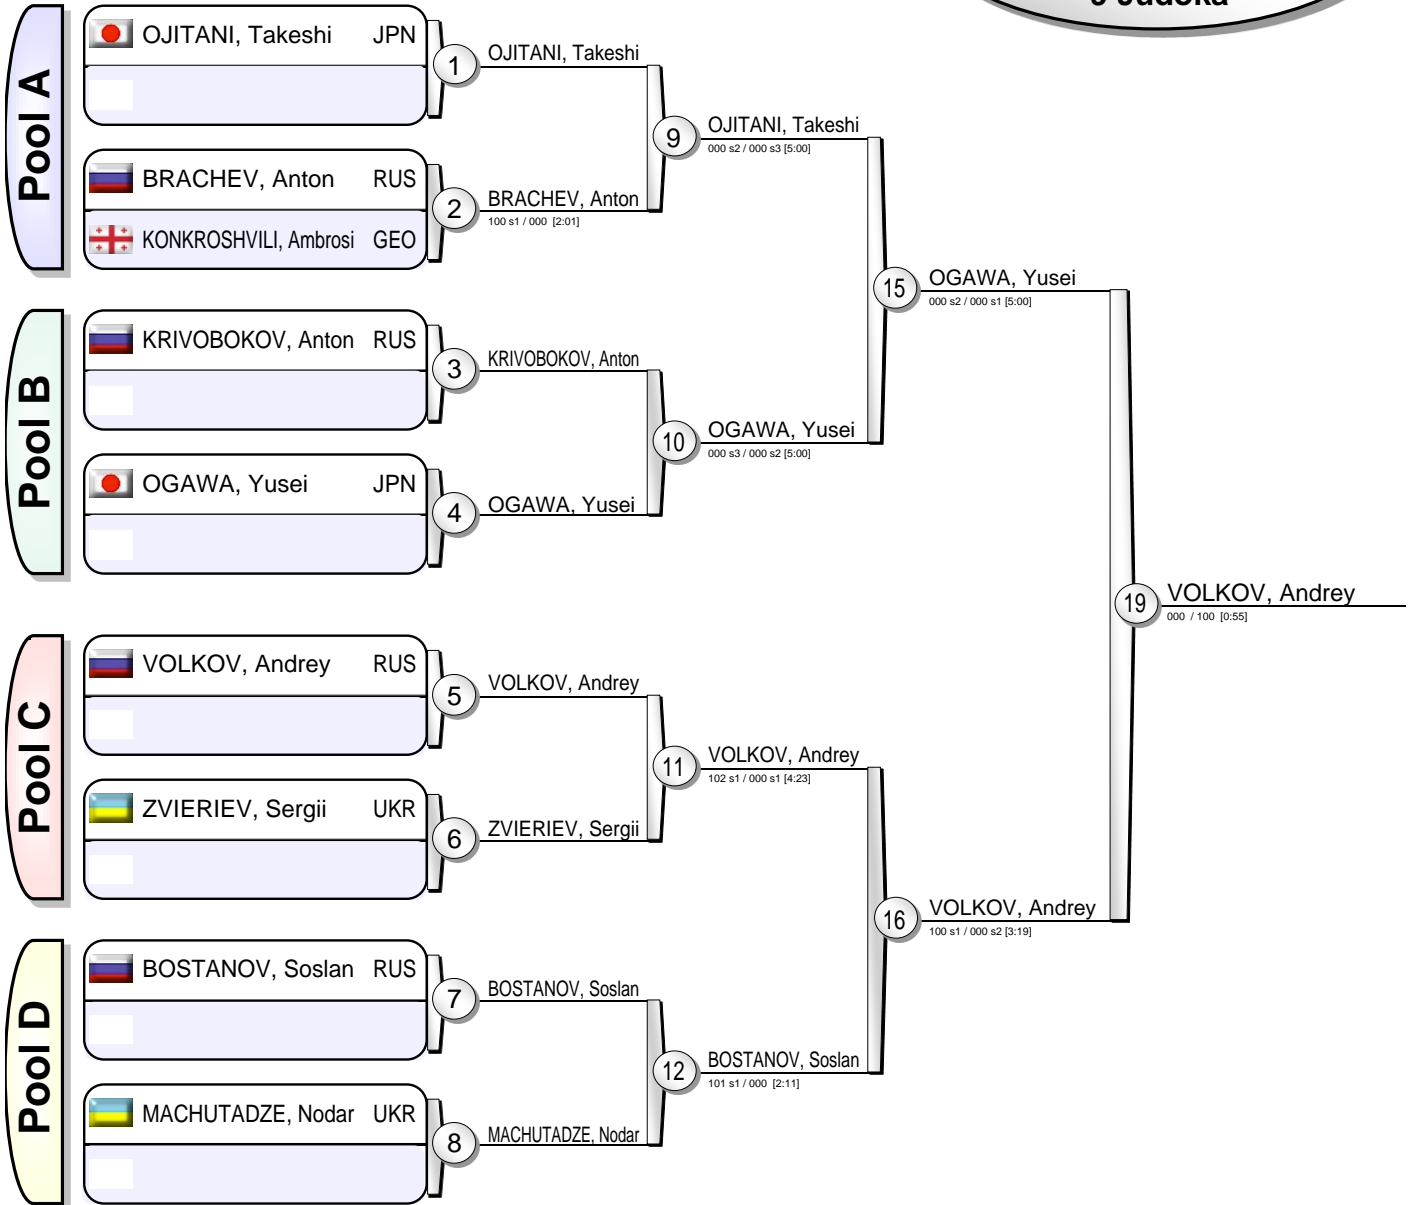 9 Judoka
Pool A
OJITANI, Takeshi JPN
1
OJITANI, Takeshi
BRACHEV, Anton RUS
KONKROSHVILI, Ambrosi GEO
2
BRACHEV, Anton
100 s1 / 000 [2:01]
9
OJITANI, Takeshi
000 s2 / 000 s3 [5:00]
Pool B
KRIVOBOKOV, Anton RUS
3
KRIVOBOKOV, Anton
OGAWA, Yusei JPN
4
OGAWA, Yusei
10
OGAWA, Yusei
000 s3 / 000 s2 [5:00]
15
OGAWA, Yusei
000 s2 / 000 s1 [5:00]
Pool C
VOLKOV, Andrey RUS
5
VOLKOV, Andrey
ZVIERIEV, Sergii UKR
6
ZVIERIEV, Sergii
11
VOLKOV, Andrey
102 s1 / 000 s1 [4:23]
Pool D
BOSTANOV, Soslan RUS
7
BOSTANOV, Soslan
MACHUTADZE, Nodar UKR
8
MACHUTADZE, Nodar
12
BOSTANOV, Soslan
101 s1 / 000 [2:11]
16
VOLKOV, Andrey
100 s1 / 000 s2 [3:19]
19
VOLKOV, Andrey
000 / 100 [0:55]